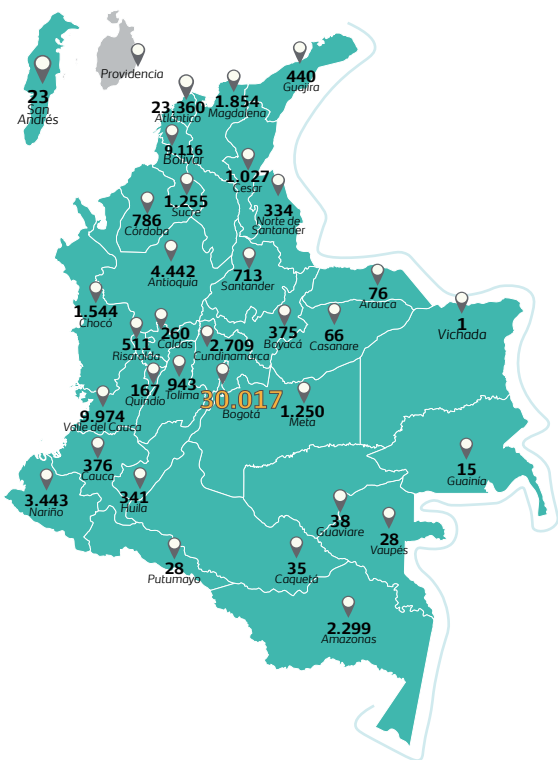 Providencia
440
Guajira
23
San
Andrés
23.360
Atlántico
1.854
Magdalena
9.116
Bolívar
1.027
Cesar
1.255
Sucre
334
Norte de
Santander
786
Córdoba
4.442
Antioquia
713
Santander
76
Arauca
1.544
Chocó
1
Vichada
511
Risaralda
260
Caldas
2.709
Cundinamarca
375
Boyacá
66
Casanare
167
Quindio
943
Tolima
30.017
Bogotá
1.250
Meta
9.974
Valle del Cauca
376
Cauca
15
Guainía
3.443
Nariño
341
Huila
38
Guaviare
28
Vaupés
28
Putumayo
35
Caquetá
2.299
Amazonas